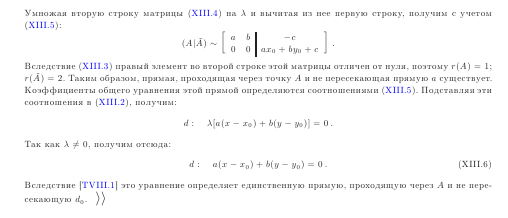 Умножая вторую строку матрицы (XIII.4) на λ и вычитая из нее первую строку, получим с учетом
(XIII.5):
(A|Ā) ∼ [ a b | −c
0 0 | ax₀ + by₀ + c ] .
Вследствие (XIII.3) правый элемент во второй строке этой матрицы отличен от нуля, поэтому r(A) = 1;
r(Ā) = 2. Таким образом, прямая, проходящая через точку A и не пересекающая прямую a существует.
Коэффициенты общего уравнения этой прямой определяются соотношениями (XIII.5). Подставляя эти
соотношения в (XIII.2), получим:
d : λ[a(x − x₀) + b(y − y₀)] = 0 .
Так как λ ≠ 0, получим отсюда:
d : a(x − x₀) + b(y − y₀) = 0 . (XIII.6)
Вследствие [TVIII.1] это уравнение определяет единственную прямую, проходящую через A и не пере-
секающую d₀. ⟩⟩